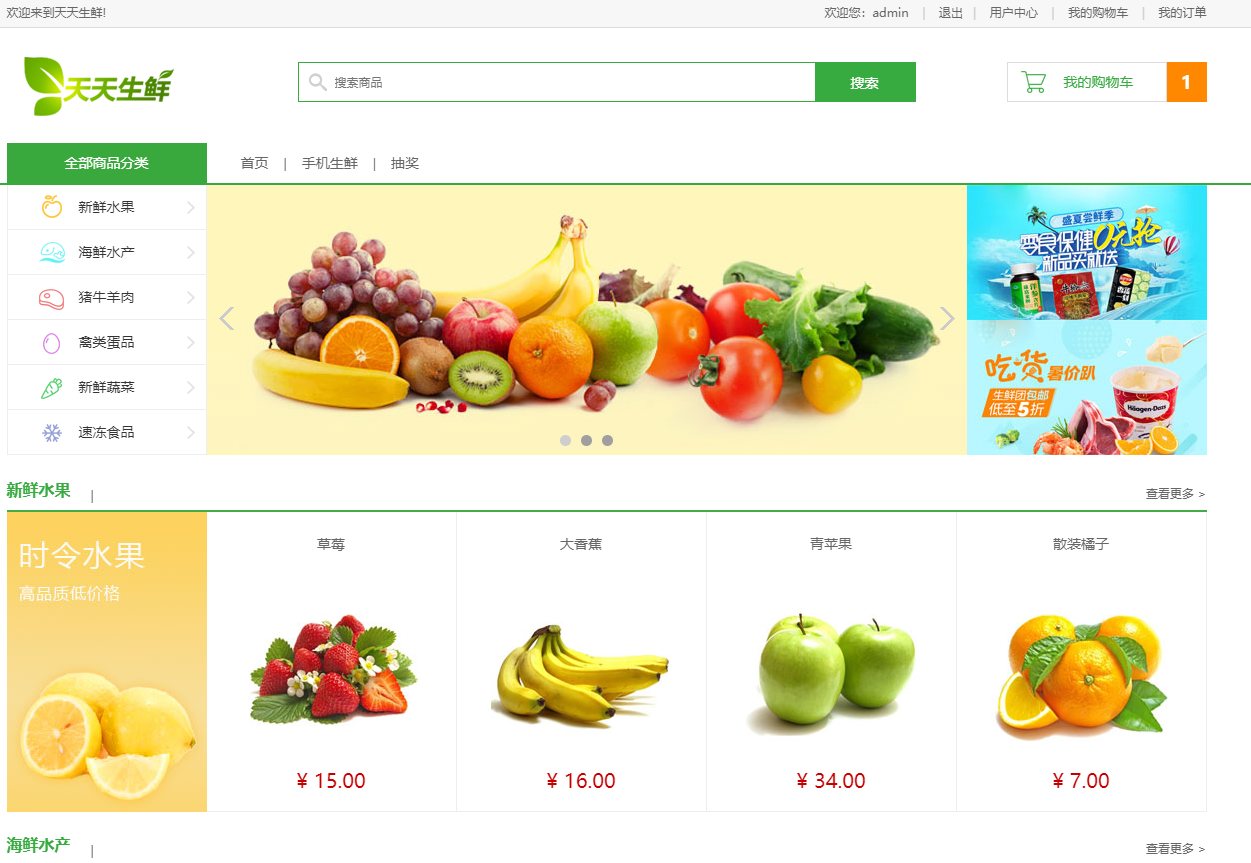 欢迎来到天天生鲜!
欢迎您：admin | 退出 | 用户中心 | 我的购物车 | 我的订单
天天生鲜
搜索商品
搜索
我的购物车
1
全部商品分类
首页 | 手机生鲜 | 抽奖
新鲜水果
海鲜水产
猪牛羊肉
禽类蛋品
新鲜蔬菜
速冻食品
盛夏尝鲜季
零食保健0元抢
新品买就送
吃货暑价趴
生鲜团包邮
低至5折
Häagen-Dazs
新鲜水果 |
查看更多 >
时令水果
高品质低价格
草莓
大香蕉
青苹果
散装橘子
¥ 15.00
¥ 16.00
¥ 34.00
¥ 7.00
海鲜水产 |
查看更多 >